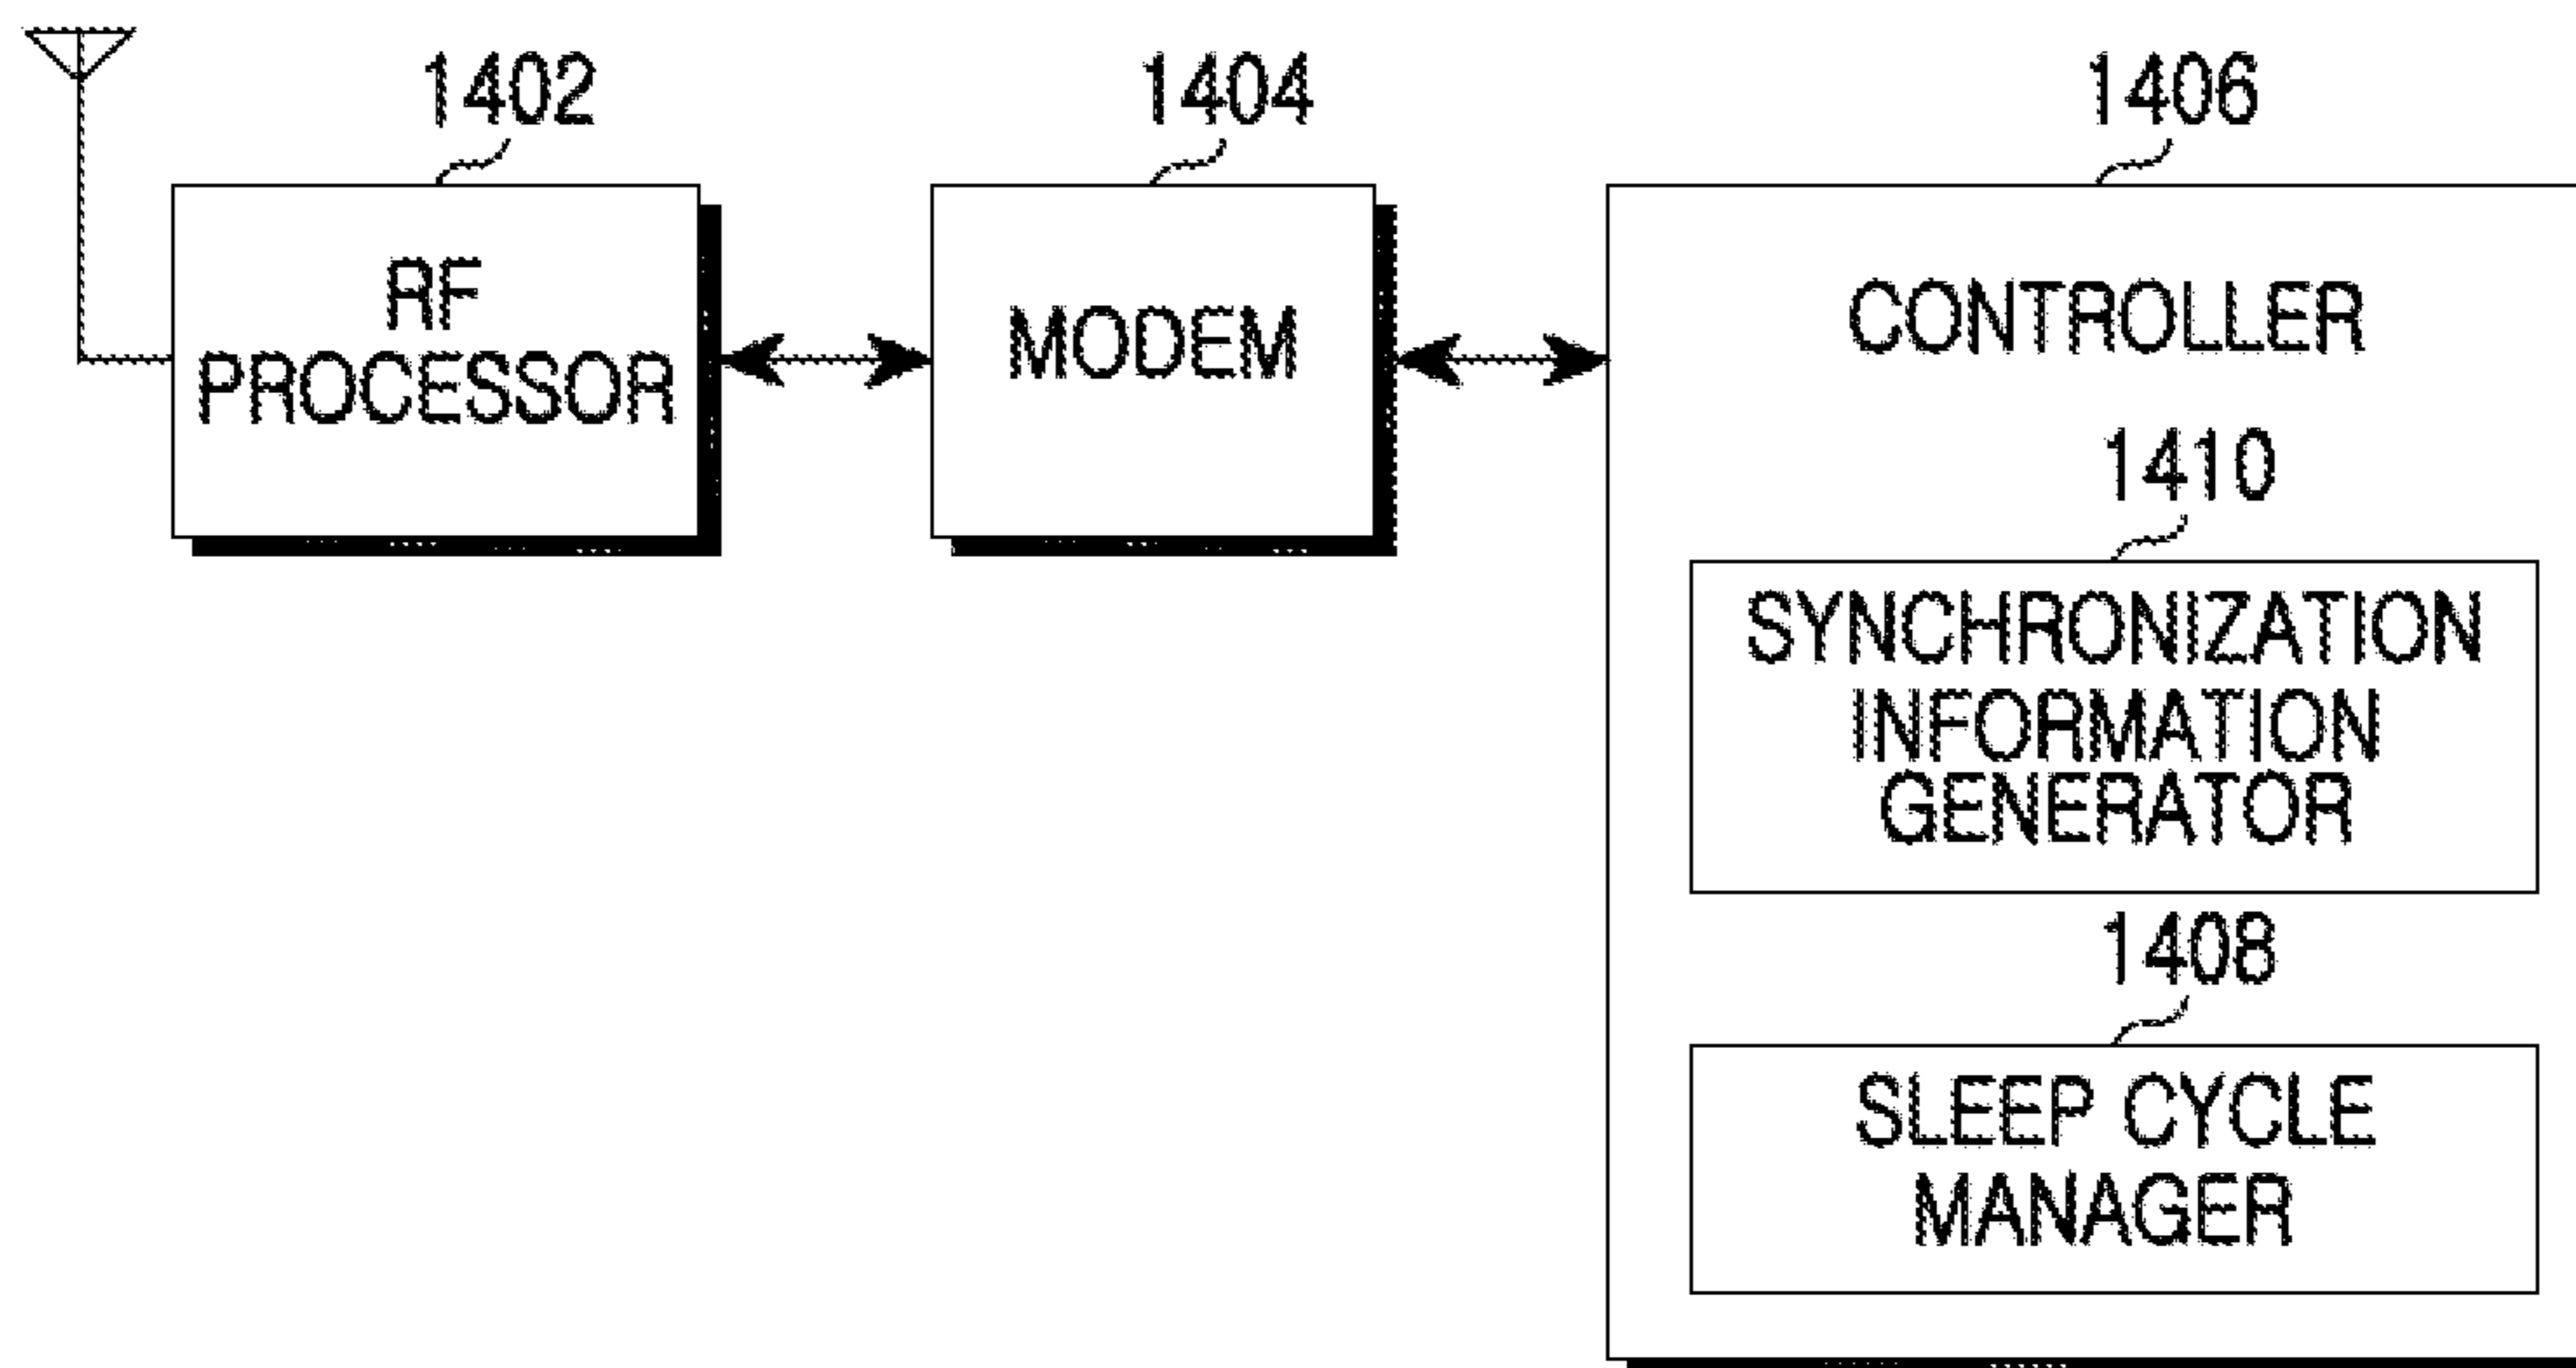 1402
RF
PROCESSOR
1404
MODEM
1406
CONTROLLER
1410
SYNCHRONIZATION
INFORMATION
GENERATOR
1408
SLEEP CYCLE
MANAGER